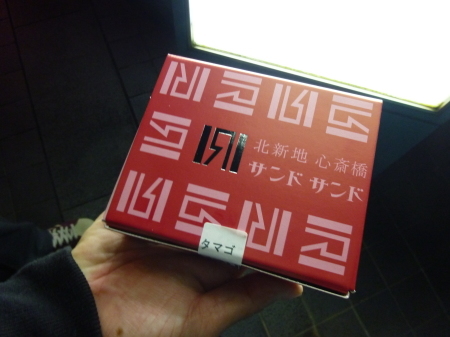 北新地 心斎橋
サンド サンド
タマゴ